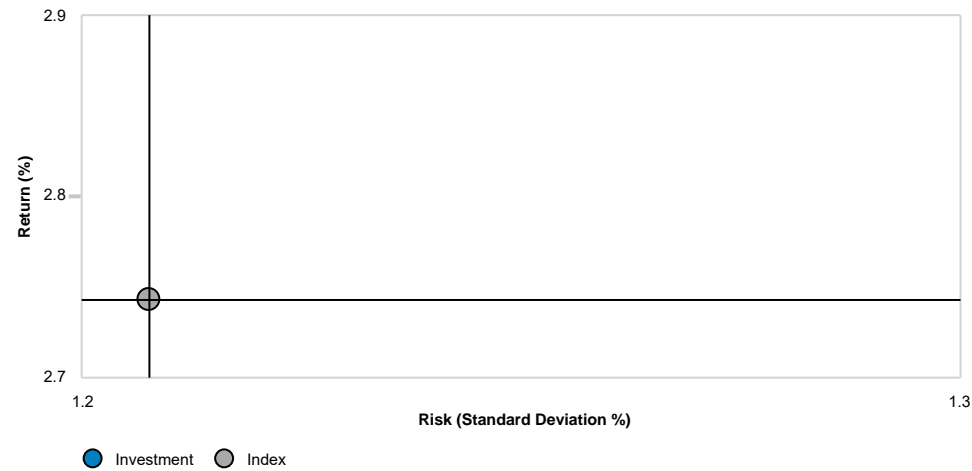 2.9
2.8
2.7
Return (%)
1.2
1.3
Risk (Standard Deviation %)
Investment Index